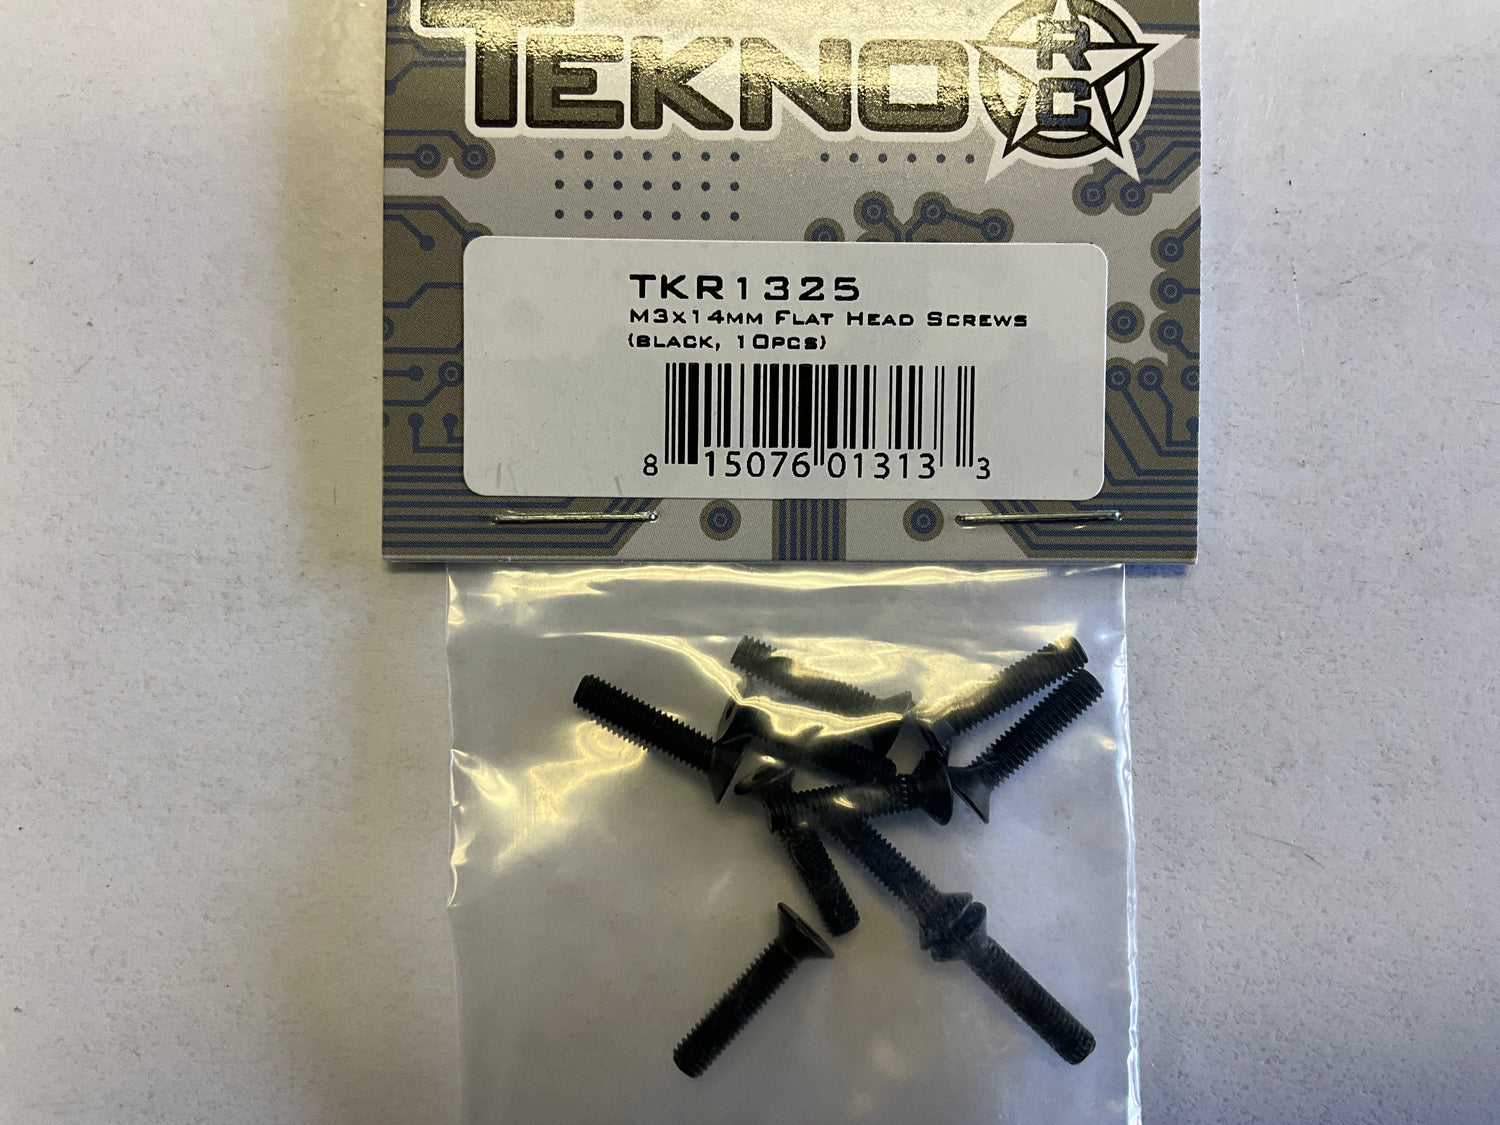 TEKNO RC
TKR1325
M3x14mm Flat Head Screws
(black, 10pcs)
8 15076 01313 3